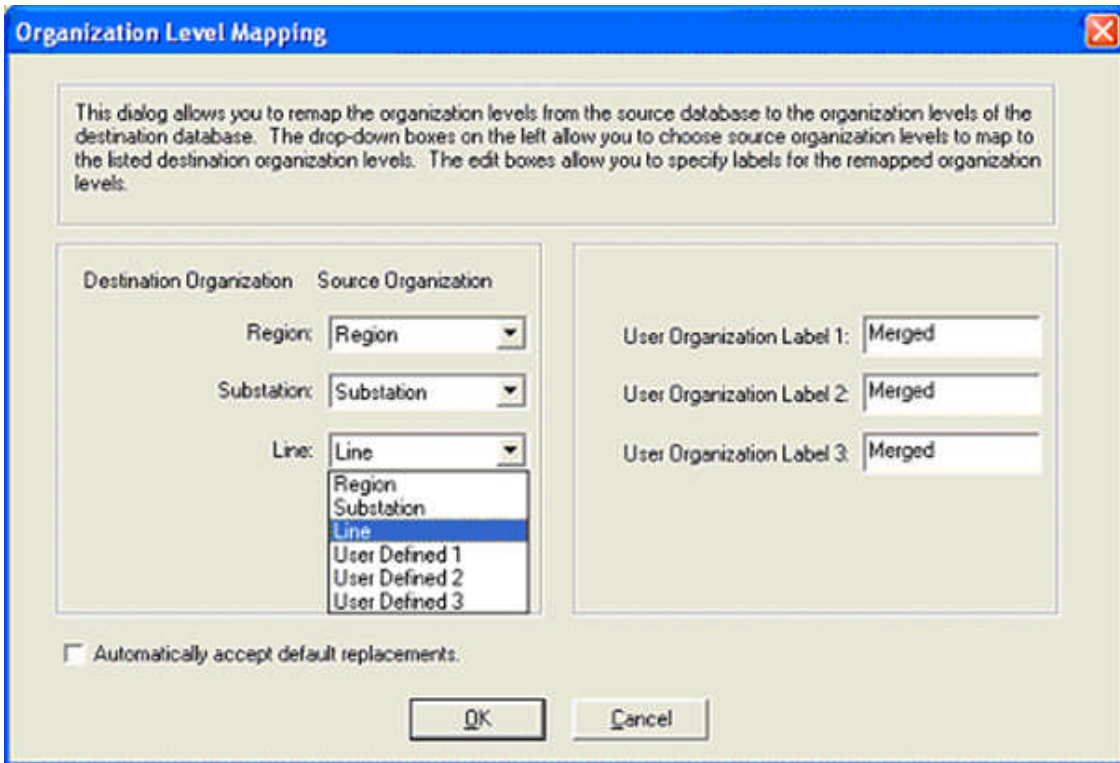 Organization Level Mapping
This dialog allows you to remap the organization levels from the source database to the organization levels of the
destination database. The drop-down boxes on the left allow you to choose source organization levels to map to
the listed destination organization levels. The edit boxes allow you to specify labels for the remapped organization
levels.
Destination Organization Source Organization
Region: Region
Substation: Substation
Line: Line
Region
Substation
Line
User Defined 1
User Defined 2
User Defined 3
User Organization Label 1: Merged
User Organization Label 2: Merged
User Organization Label 3: Merged
Automatically accept default replacements.
OK
Cancel